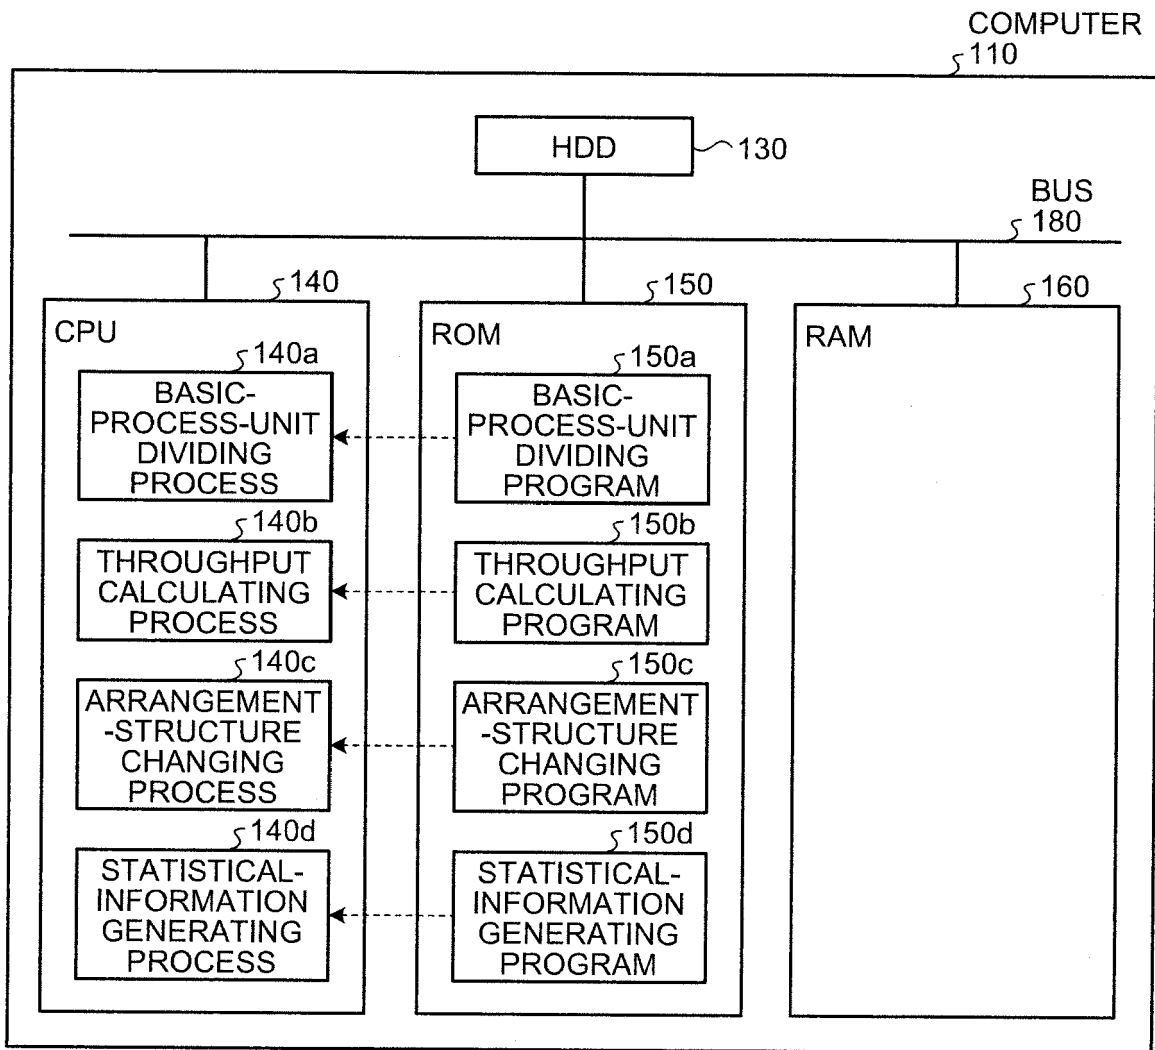 COMPUTER
110
HDD
130
BUS
180
140
150
160
CPU
ROM
RAM
140a
BASIC-
PROCESS-UNIT
DIVIDING
PROCESS
150a
BASIC-
PROCESS-UNIT
DIVIDING
PROGRAM
140b
THROUGHPUT
CALCULATING
PROCESS
150b
THROUGHPUT
CALCULATING
PROGRAM
140c
ARRANGEMENT
-STRUCTURE
CHANGING
PROCESS
150c
ARRANGEMENT
-STRUCTURE
CHANGING
PROGRAM
140d
STATISTICAL-
INFORMATION
GENERATING
PROCESS
150d
STATISTICAL-
INFORMATION
GENERATING
PROGRAM